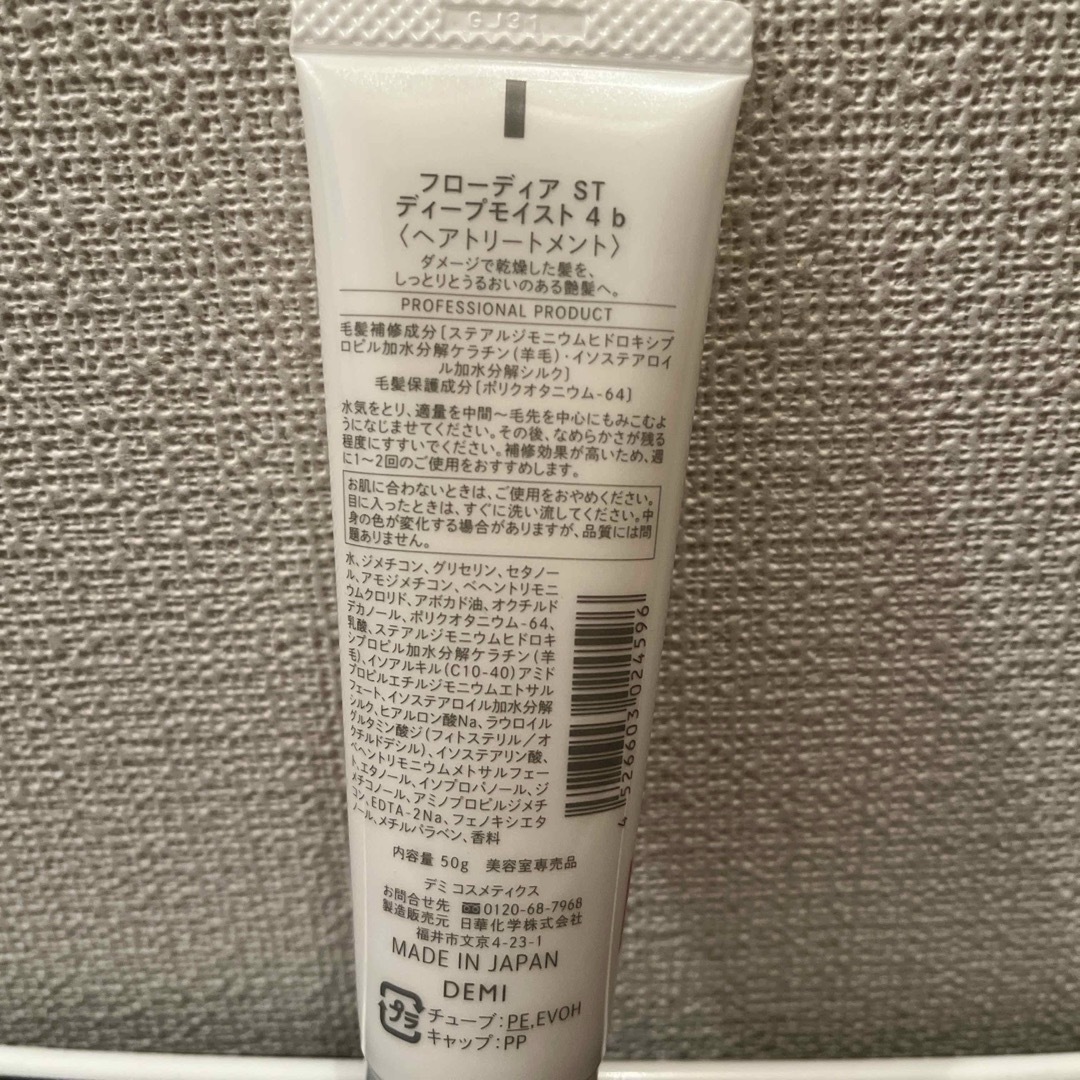 GJ31
フローディア ST
ディープモイスト 4 b
〈ヘアトリートメント〉
ダメージで乾燥した髪を、
しっとりとうるおいのある艶髪へ。
PROFESSIONAL PRODUCT
毛髪補修成分〔ステアルジモニウムヒドロキシプ
ロピル加水分解ケラチン(羊毛)・イソステアロイ
ル加水分解シルク〕
毛髪保護成分〔ポリクオタニウム-64〕
水気をとり、適量を中間〜毛先を中心にもみこむよ
うになじませてください。その後、なめらかさが残る
程度にすすいでください。補修効果が高いため、週
に1〜2回のご使用をおすすめします。
お肌に合わないときは、ご使用をおやめください。
目に入ったときは、すぐに洗い流してください。中
身の色が変化する場合がありますが、品質には問
題ありません。
水、ジメチコン、グリセリン、セタノー
ル、アモジメチコン、ベヘントリモニ
ウムクロリド、アボカド油、オクチルド
デカノール、ポリクオタニウム-64、
乳酸、ステアルジモニウムヒドロキ
シプロピル加水分解ケラチン(羊
毛)、イソアルキル(C10-40)アミド
プロピルエチルジモニウムエトサル
フェート、イソステアロイル加水分解
シルク、ヒアルロン酸Na、ラウロイル
グルタミン酸ジ(フィトステリル/オ
クチルドデシル)、イソステアリン酸、
ベヘントリモニウムメトサルフェー
ト、エタノール、イソプロパノール、ジ
メチコノール、アミノプロピルジメチ
コン、EDTA-2Na、フェノキシエタ
ノール、メチルパラベン、香料
4 526603 024596
内容量 50g 美容室専売品
デミ コスメティクス
お問合せ先 0120-68-7968
製造販売元 日華化学株式会社
福井市文京4-23-1
MADE IN JAPAN
DEMI
プラ チューブ:PE,EVOH
キャップ:PP